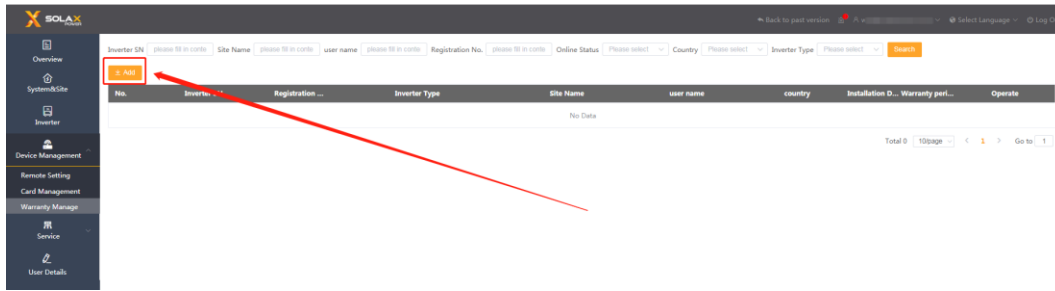 SOLAX POWER
Back to past version Select Language Log O
Overview
System&Site
Inverter
Device Management
Remote Setting
Card Management
Warranty Manage
Service
User Details
Inverter SN please fill in conte Site Name please fill in conte user name please fill in conte Registration No. please fill in conte Online Status Please select Country Please select Inverter Type Please select Search
Add
No. Inverter Registration ... Inverter Type Site Name user name country Installation D... Warranty peri... Operate
No Data
Total 0 10/page < 1 > Go to 1